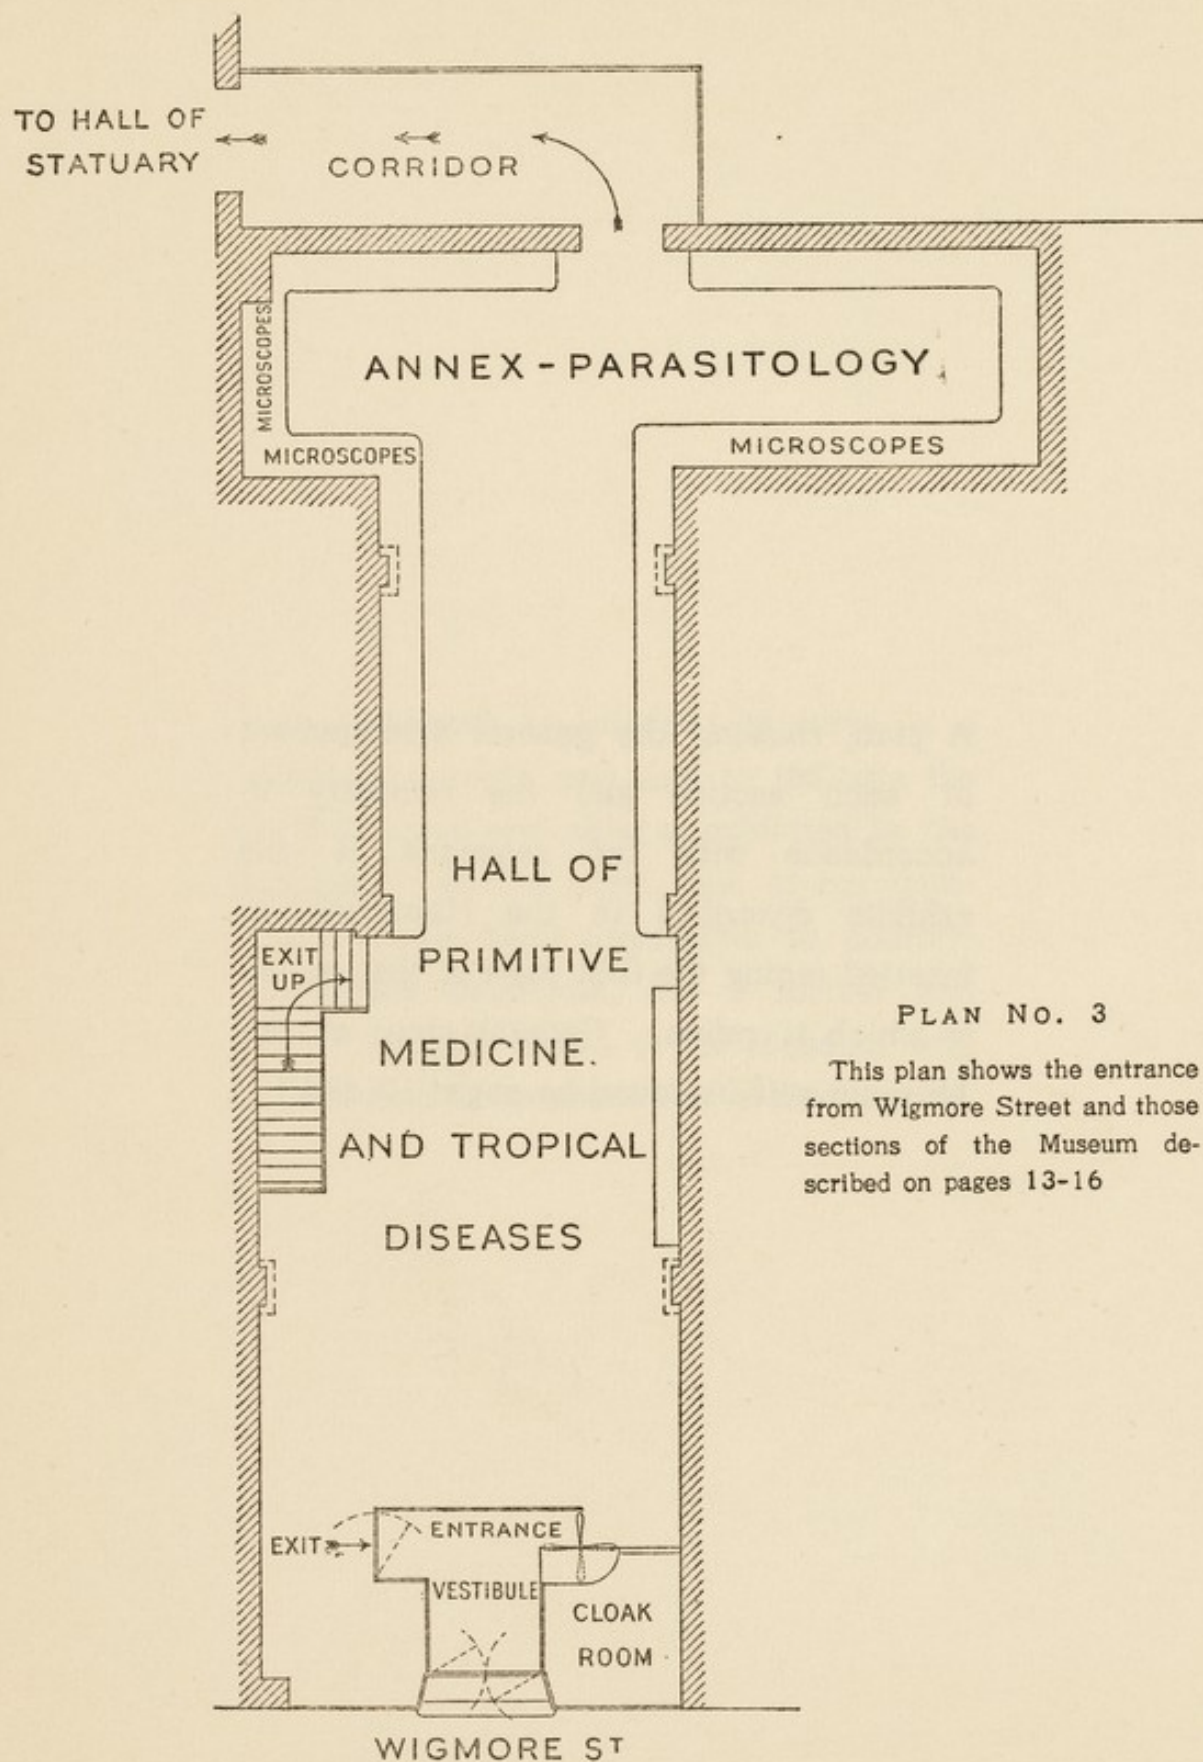 TO HALL OF
STATUARY
CORRIDOR
ANNEX - PARASITOLOGY
MICROSCOPES
MICROSCOPES
MICROSCOPES
HALL OF
PRIMITIVE
MEDICINE.
AND TROPICAL
DISEASES
EXIT
UP
PLAN No. 3
This plan shows the entrance
from Wigmore Street and those
sections of the Museum de-
scribed on pages 13-16
EXIT
ENTRANCE
VESTIBULE
CLOAK
ROOM
WIGMORE ST